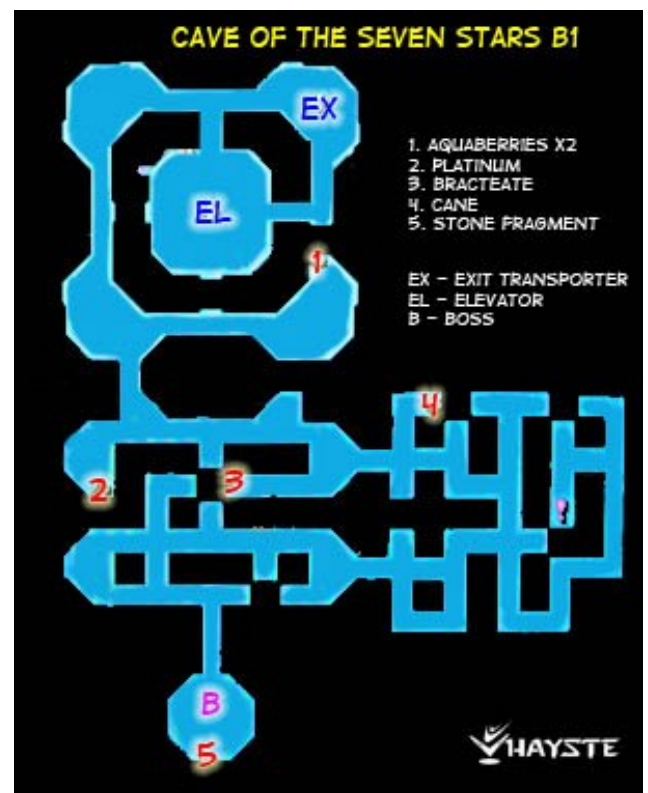 CAVE OF THE SEVEN STARS B1
EX
1. AQUABERRIES X2
2. PLATINUM
3. BRACTEATE
4. CANE
5. STONE FRAGMENT
EL
1
EX – EXIT TRANSPORTER
EL – ELEVATOR
B – BOSS
4
2
3
!
B
5
HAYSTE